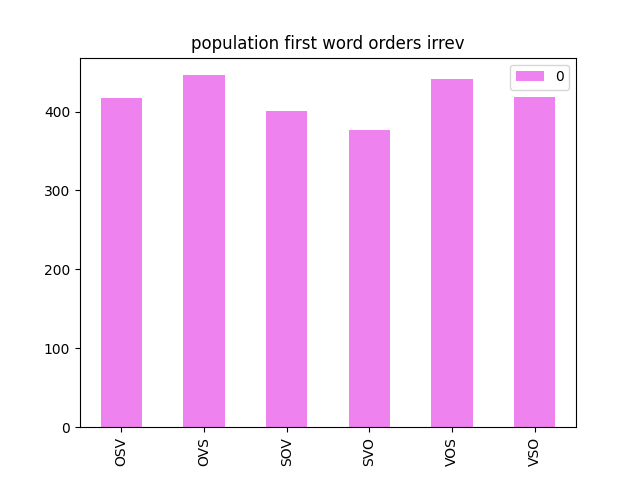 population first word orders irrev
0
400
300
200
100
0
OSV
OVS
SOV
SVO
VOS
VSO